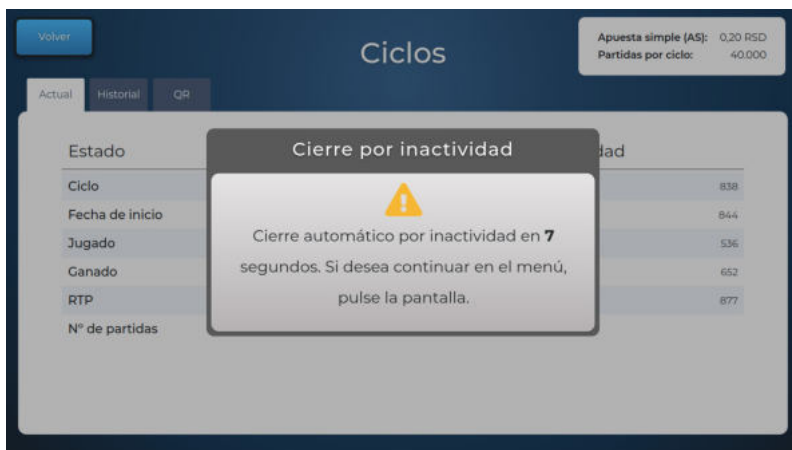 Volver
Ciclos
Apuesta simple (AS): 0,20 RSD
Partidas por ciclo: 40.000
Actual Historial QR
Estado
Cierre por inactividad
dad
Ciclo 838
Fecha de inicio 844
Jugado 536
Cierre automático por inactividad en 7
segundos. Si desea continuar en el menú,
pulse la pantalla.
Ganado 652
RTP 877
Nº de partidas